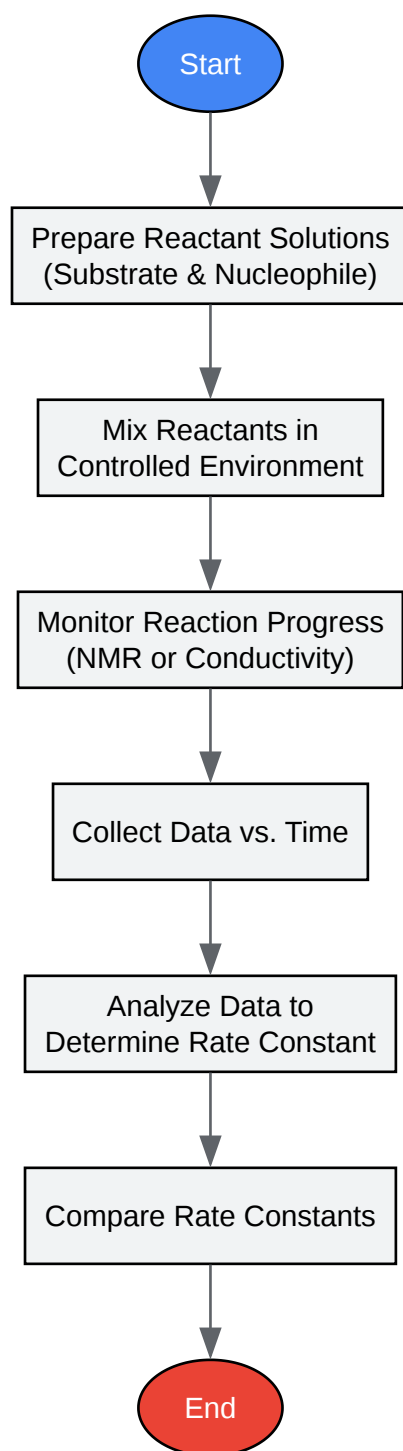 Start
Prepare Reactant Solutions
(Substrate & Nucleophile)
Mix Reactants in
Controlled Environment
Monitor Reaction Progress
(NMR or Conductivity)
Collect Data vs. Time
Analyze Data to
Determine Rate Constant
Compare Rate Constants
End